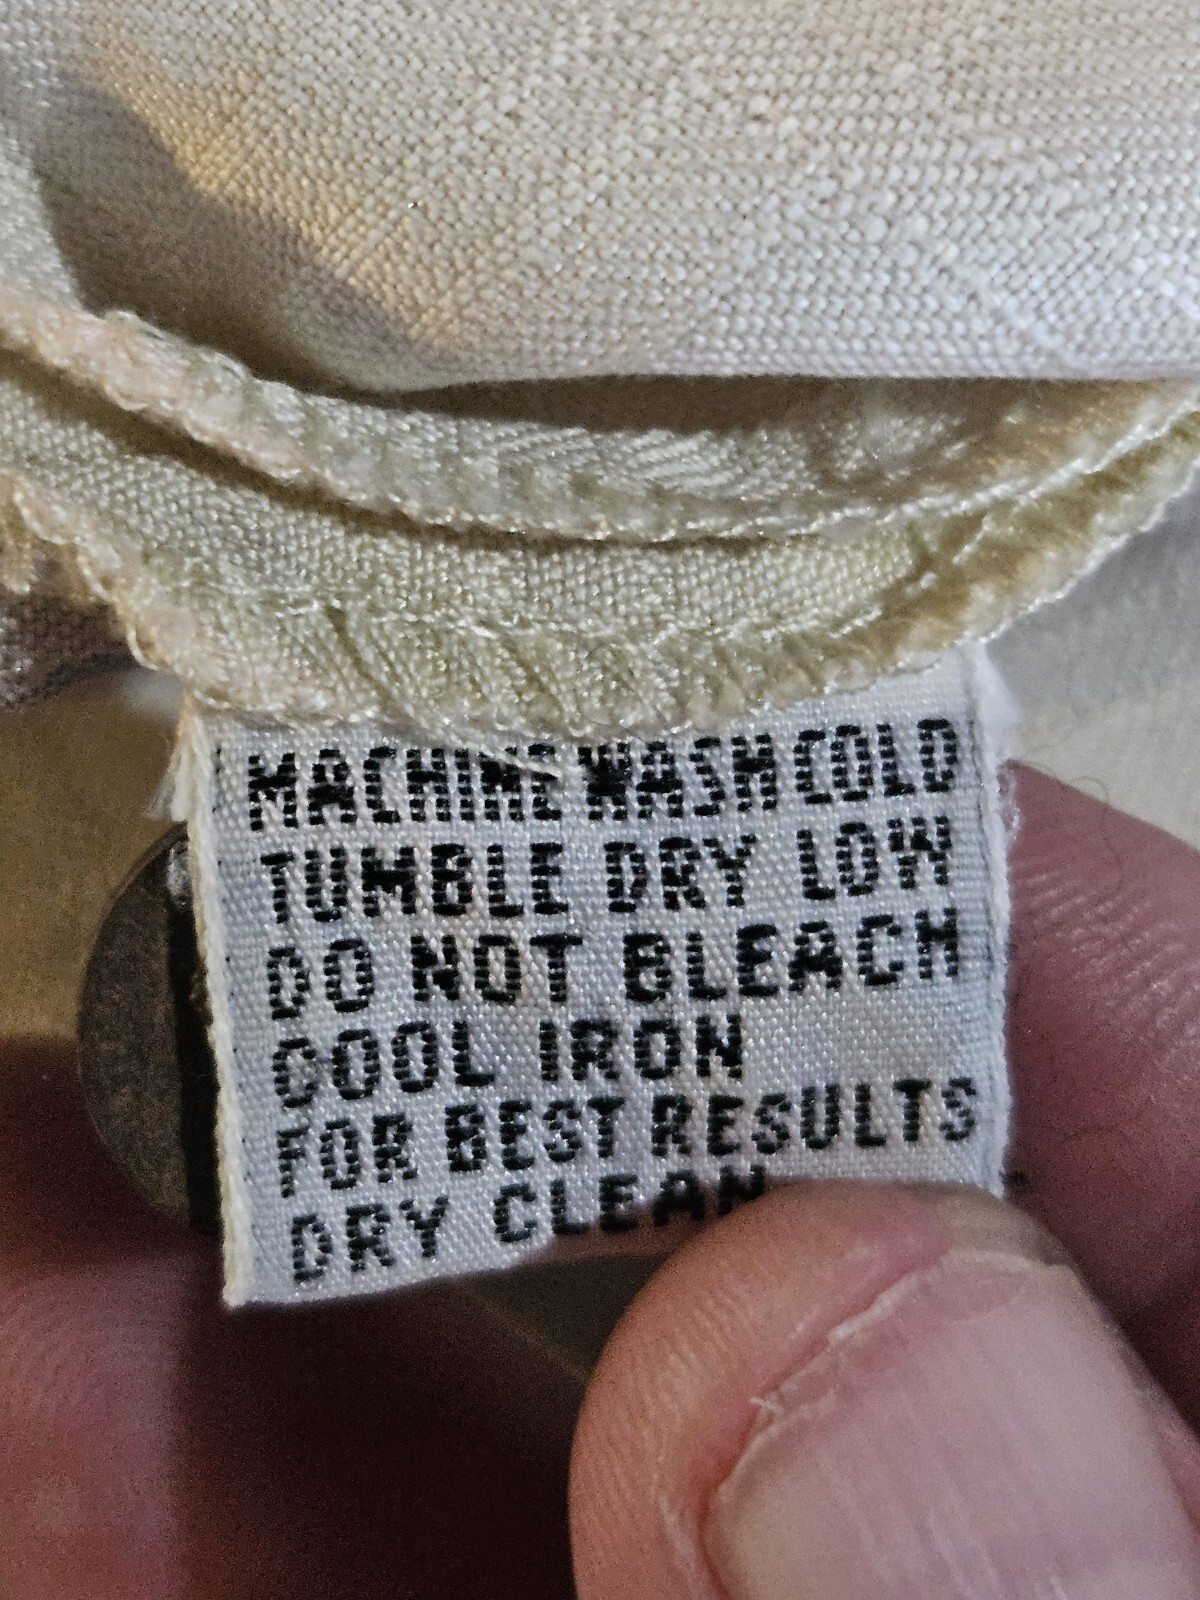 MACHINE WASH COLD
TUMBLE DRY LOW
DO NOT BLEACH
COOL IRON
FOR BEST RESULTS
DRY CLEAN